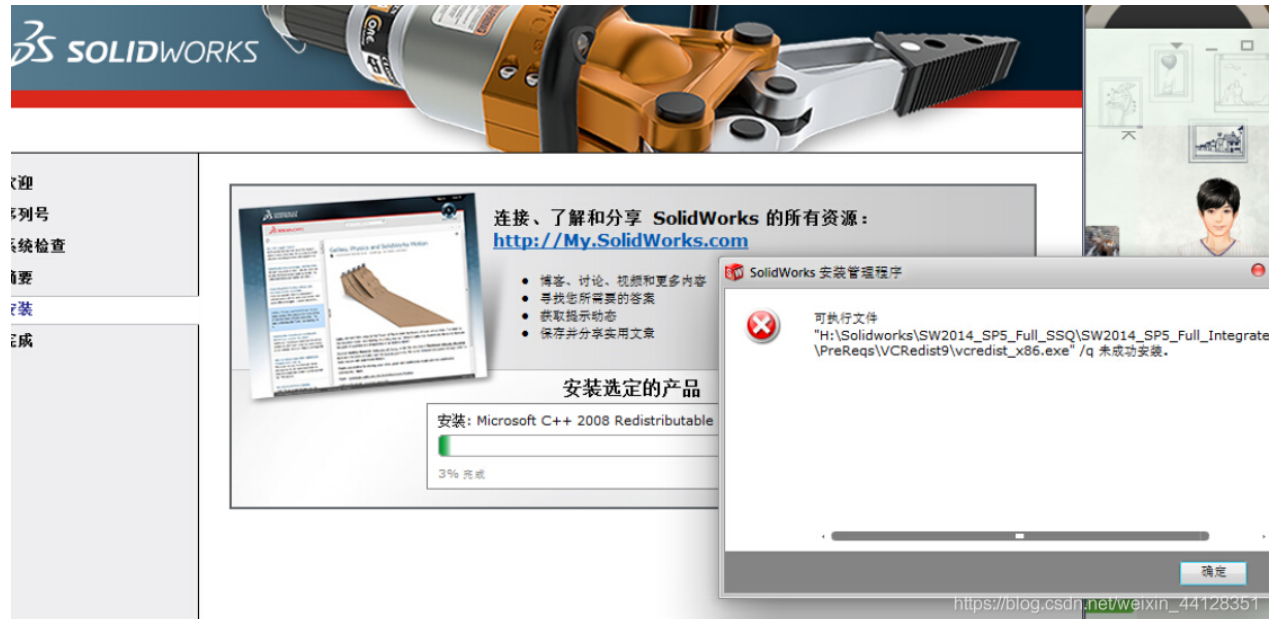 SOLIDWORKS
欢迎
序列号
系统检查
摘要
安装
完成
连接、了解和分享 SolidWorks 的所有资源：
http://My.SolidWorks.com
• 博客、讨论、视频和更多内容
• 寻找您所需要的答案
• 获取提示动态
• 保存并分享实用文章
安装选定的产品
安装: Microsoft C++ 2008 Redistributable
3% 完成
SolidWorks 安装管理程序
可执行文件
"H:\Solidworks\SW2014_SP5_Full_SSQ\SW2014_SP5_Full_Integrate
\PreReqs\VCRedist9\vcredist_x86.exe" /q 未成功安装。
确定
https://blog.csdn.net/weixin_44128351